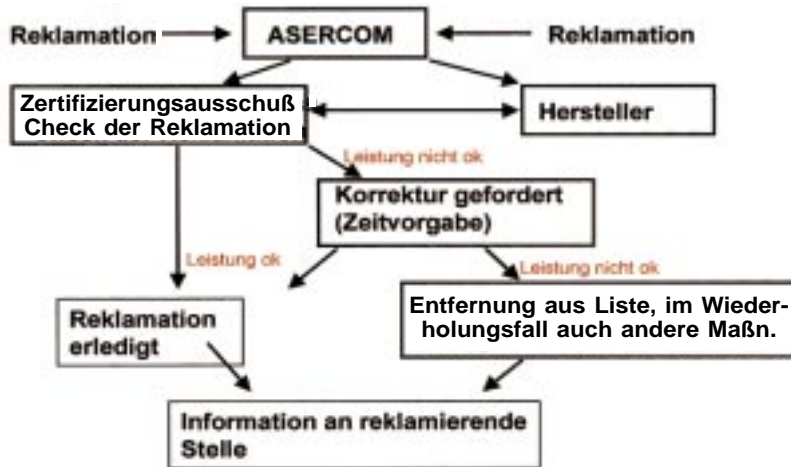 Reklamation
ASERCOM
Reklamation
Zertifizierungsausschuß
Check der Reklamation
Hersteller
Leistung nicht ok
Korrektur gefordert
(Zeitvorgabe)
Leistung ok
Leistung nicht ok
Reklamation
erledigt
Entfernung aus Liste, im Wieder-
holungsfall auch andere Maßn.
Information an reklamierende
Stelle